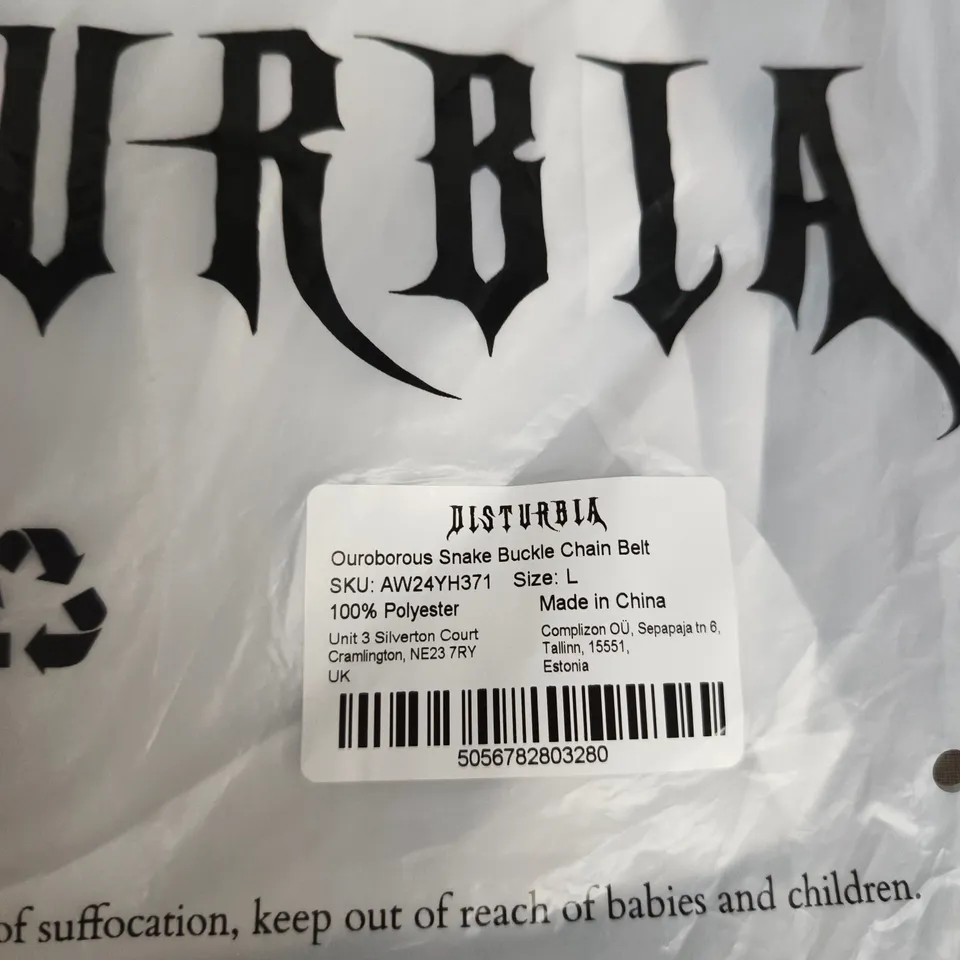 URBIA
DISTURBIA
Ouroborous Snake Buckle Chain Belt
SKU: AW24YH371 Size: L
100% Polyester Made in China
Unit 3 Silverton Court
Cramlington, NE23 7RY
UK
Complizon OÜ, Sepapaja tn 6,
Tallinn, 15551,
Estonia
5056782803280
of suffocation, keep out of reach of babies and children.